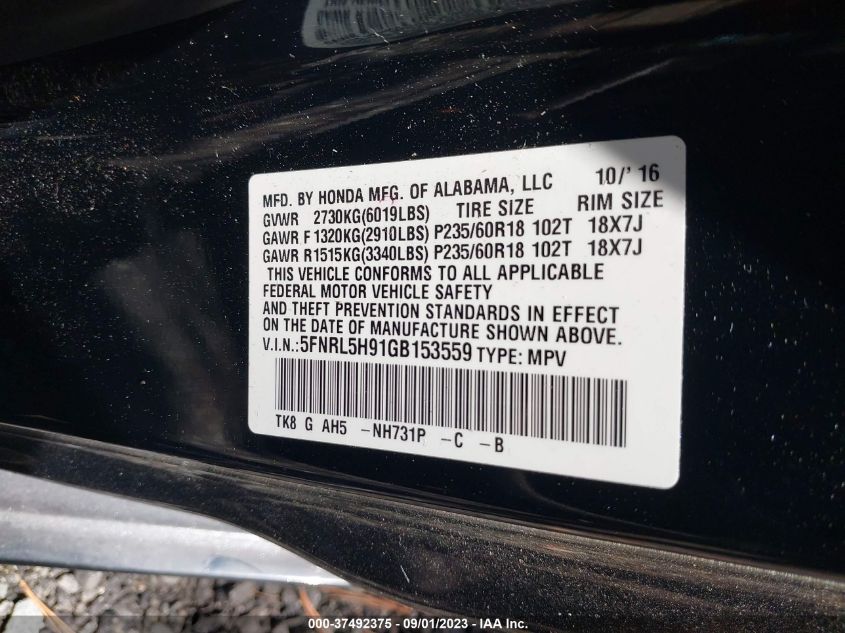 MFD. BY HONDA MFG. OF ALABAMA, LLC 10/'16
GVWR 2730KG(6019LBS) TIRE SIZE RIM SIZE
GAWR F 1320KG(2910LBS) P235/60R18 102T 18X7J
GAWR R1515KG(3340LBS) P235/60R18 102T 18X7J
THIS VEHICLE CONFORMS TO ALL APPLICABLE
FEDERAL MOTOR VEHICLE SAFETY
AND THEFT PREVENTION STANDARDS IN EFFECT
ON THE DATE OF MANUFACTURE SHOWN ABOVE.
V.I.N.:5FNRL5H91GB153559 TYPE: MPV
TK8 G AH5 -NH731P -C -B
000-37492375 - 09/01/2023 - IAA Inc.